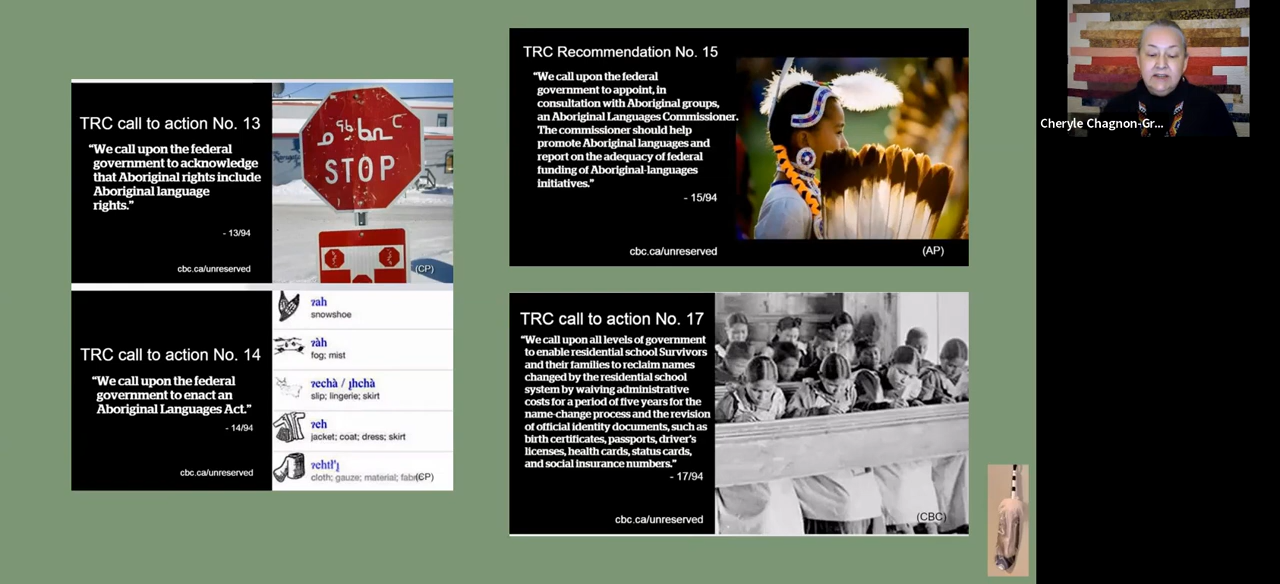 TRC call to action No. 13
“We call upon the federal
government to acknowledge
that Aboriginal rights include
Aboriginal language
rights.”
- 13/94
cbc.ca/unreserved
STOP
(CP)
TRC call to action No. 14
“We call upon the federal
government to enact an
Aboriginal Languages Act.”
- 14/94
cbc.ca/unreserved
ɂah
snowshoe
ɂàh
fog; mist
ɂechà / ı̨hchà
slip; lingerie; skirt
ɂeh
jacket; coat; dress; skirt
cloth; gauze; material;
(CP)
TRC Recommendation No. 15
“We call upon the federal
government to appoint, in
consultation with Aboriginal groups,
an Aboriginal Languages Commissioner.
The commissioner should help
promote Aboriginal languages and
report on the adequacy of federal
funding of Aboriginal-languages
initiatives.”
- 15/94
cbc.ca/unreserved
(AP)
TRC call to action No. 17
“We call upon all levels of government
to enable residential school Survivors
and their families to reclaim names
changed by the residential school
system by waiving administrative
costs for a period of five years for the
name-change process and the revision
of official identity documents, such as
birth certificates, passports, driver’s
licenses, health cards, status cards,
and social insurance numbers.”
- 17/94
cbc.ca/unreserved
(CBC)
Cheryle Chagnon-Gr...